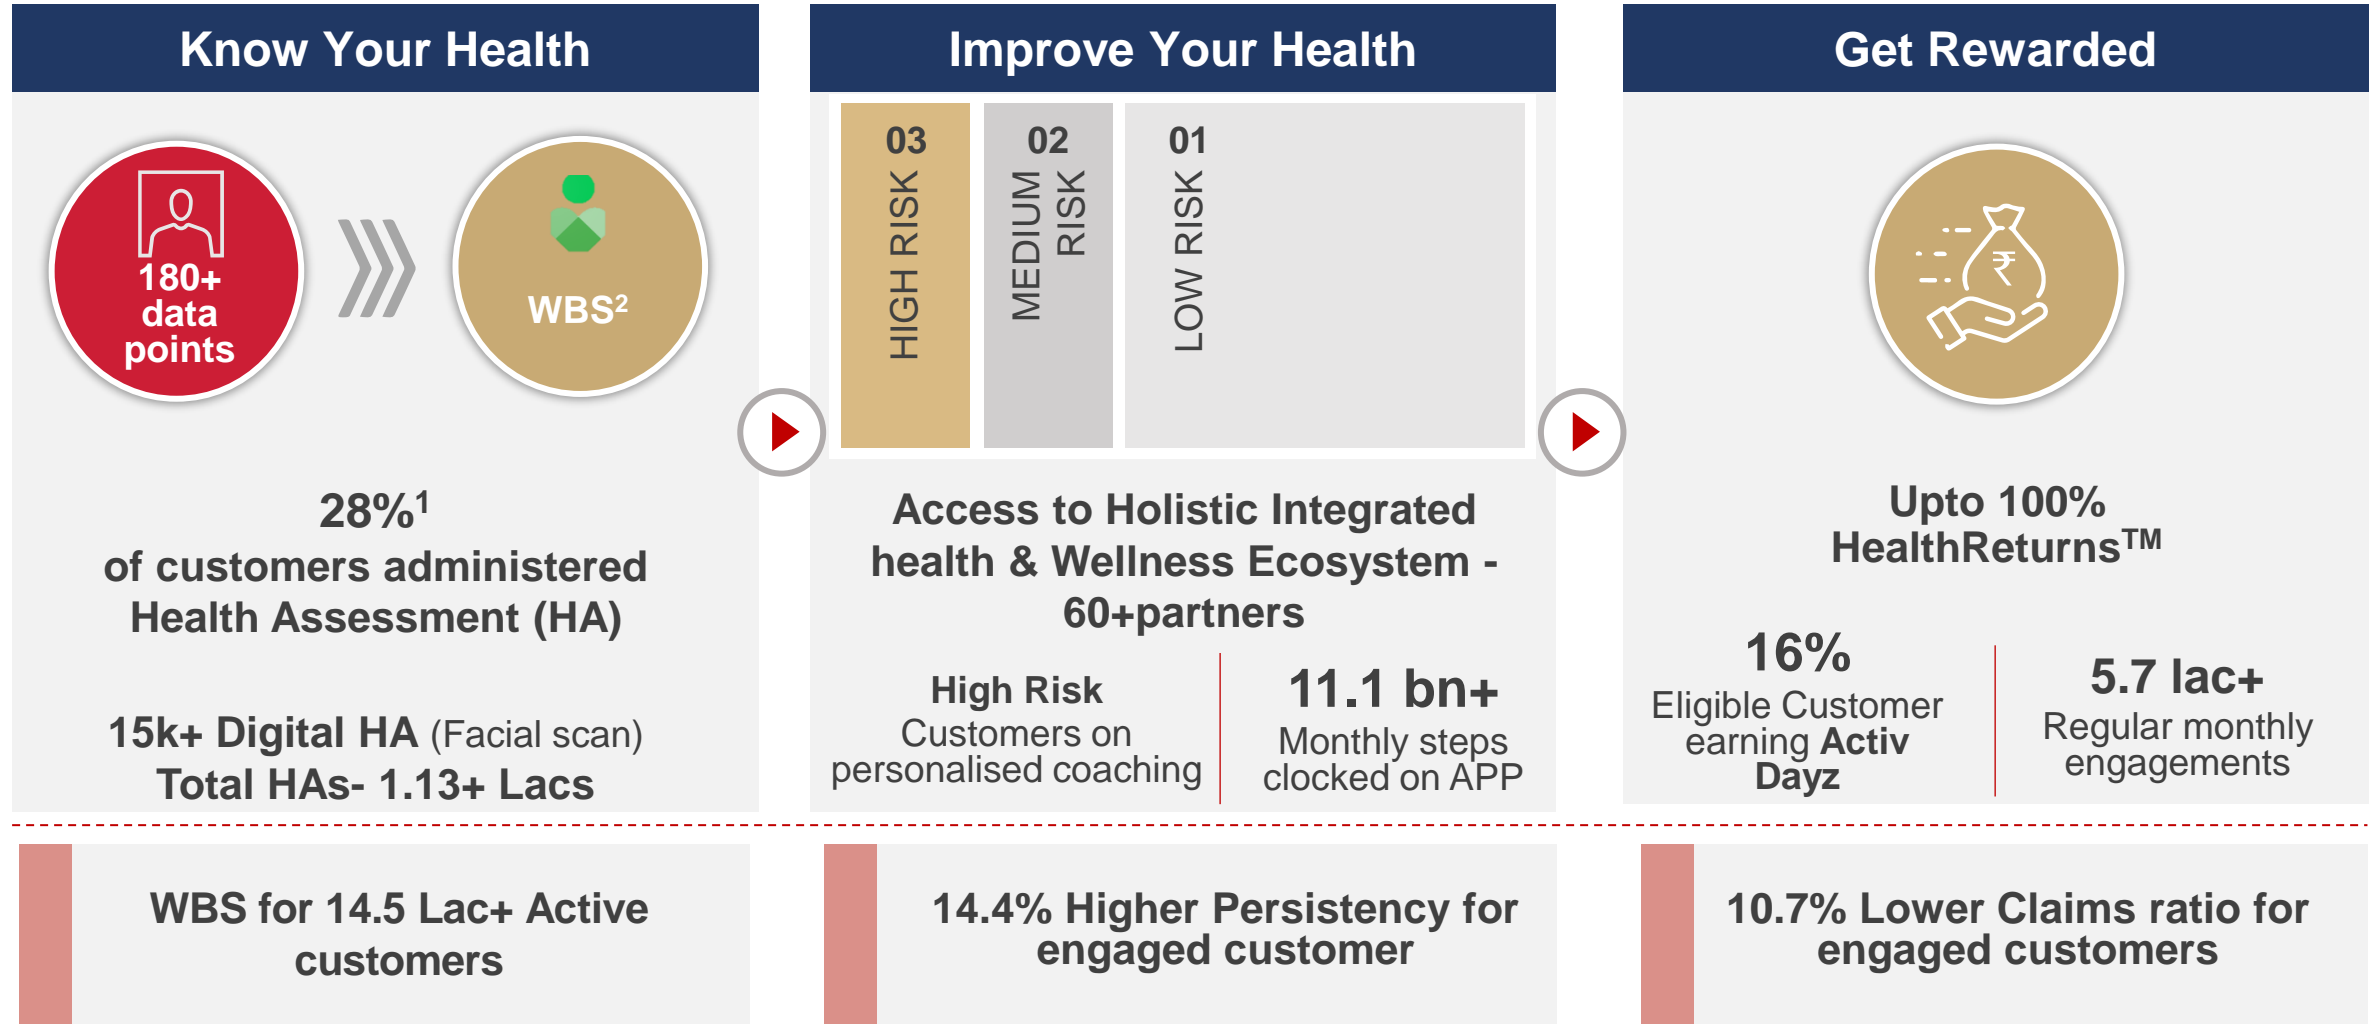 Know Your Health
180+
data
points
WBS²
28%¹
of customers administered
Health Assessment (HA)
15k+ Digital HA (Facial scan)
Total HAs- 1.13+ Lacs
WBS for 14.5 Lac+ Active
customers
Improve Your Health
03
HIGH RISK
02
MEDIUM
RISK
01
LOW RISK
Access to Holistic Integrated
health & Wellness Ecosystem -
60+partners
High Risk
Customers on
personalised coaching
11.1 bn+
Monthly steps
clocked on APP
14.4% Higher Persistency for
engaged customer
Get Rewarded
₹
Upto 100%
HealthReturns™
16%
Eligible Customer
earning Activ
Dayz
5.7 lac+
Regular monthly
engagements
10.7% Lower Claims ratio for
engaged customers